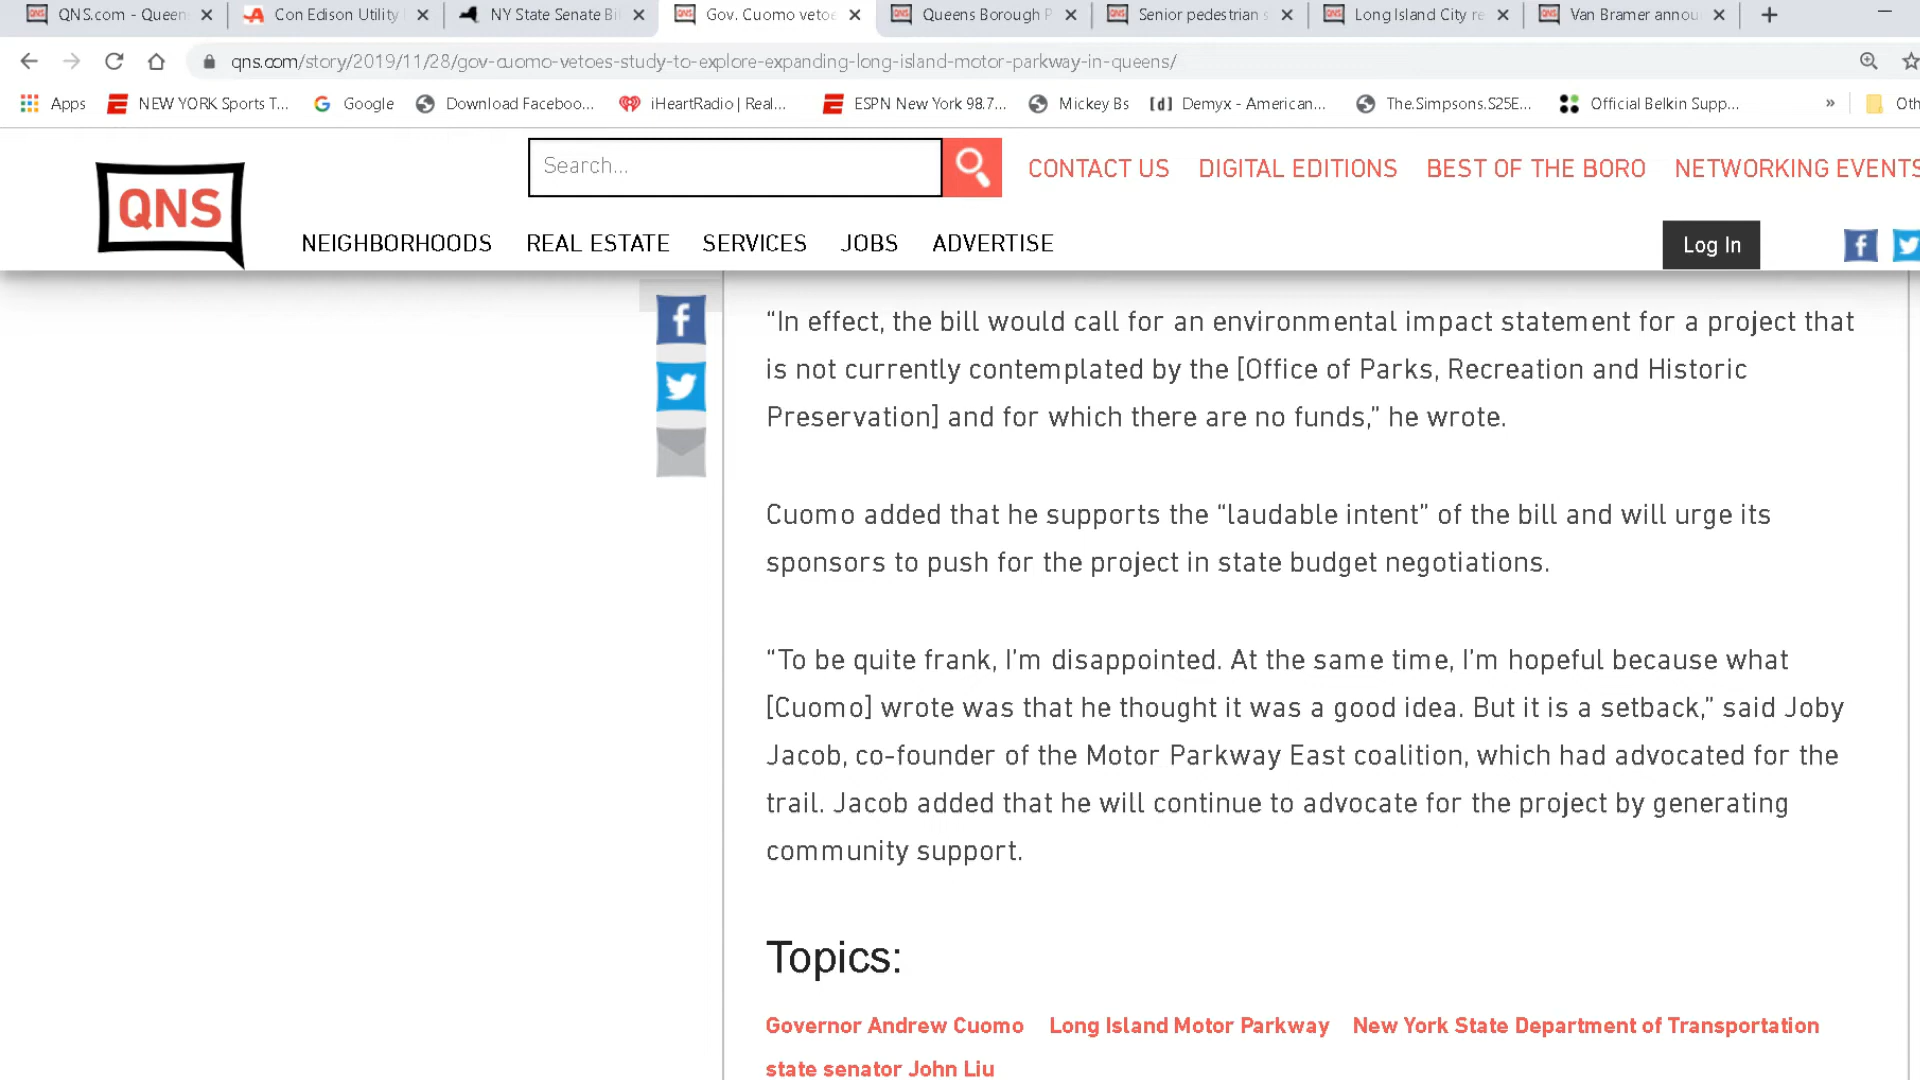 QNS.com - Queen
Con Edison Utility
NY State Senate Bi
Gov. Cuomo vetoe
Queens Borough P
Senior pedestrian s
Long Island City re
Van Bramer annou
qns.com/story/2019/11/28/gov-cuomo-vetoes-study-to-explore-expanding-long-island-motor-parkway-in-queens/
Apps
NEW YORK Sports T...
Google
Download Faceboo...
iHeartRadio | Real...
ESPN New York 98.7...
Mickey Bs
[d] Demyx - American...
The.Simpsons.S25E...
Official Belkin Supp...
»
Oth
QNS
Search...
CONTACT US
DIGITAL EDITIONS
BEST OF THE BORO
NETWORKING EVENTS
NEIGHBORHOODS
REAL ESTATE
SERVICES
JOBS
ADVERTISE
Log In
“In effect, the bill would call for an environmental impact statement for a project that
is not currently contemplated by the [Office of Parks, Recreation and Historic
Preservation] and for which there are no funds,” he wrote.
Cuomo added that he supports the “laudable intent” of the bill and will urge its
sponsors to push for the project in state budget negotiations.
“To be quite frank, I’m disappointed. At the same time, I’m hopeful because what
[Cuomo] wrote was that he thought it was a good idea. But it is a setback,” said Joby
Jacob, co-founder of the Motor Parkway East coalition, which had advocated for the
trail. Jacob added that he will continue to advocate for the project by generating
community support.
Topics:
Governor Andrew Cuomo
Long Island Motor Parkway
New York State Department of Transportation
state senator John Liu